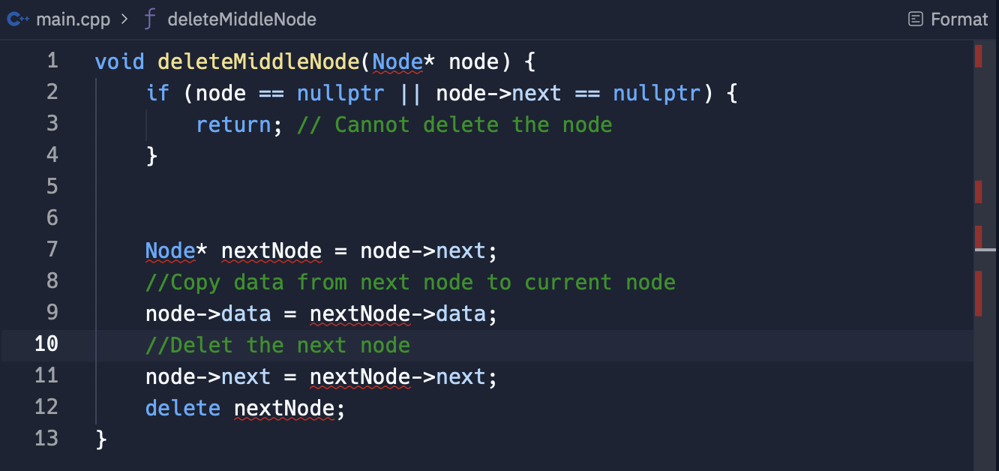 C++ main.cpp > f deleteMiddleNode Format
1 void deleteMiddleNode(Node* node) {
2 if (node == nullptr || node->next == nullptr) {
3 return; // Cannot delete the node
4 }
5
6
7 Node* nextNode = node->next;
8 //Copy data from next node to current node
9 node->data = nextNode->data;
10 //Delet the next node
11 node->next = nextNode->next;
12 delete nextNode;
13 }